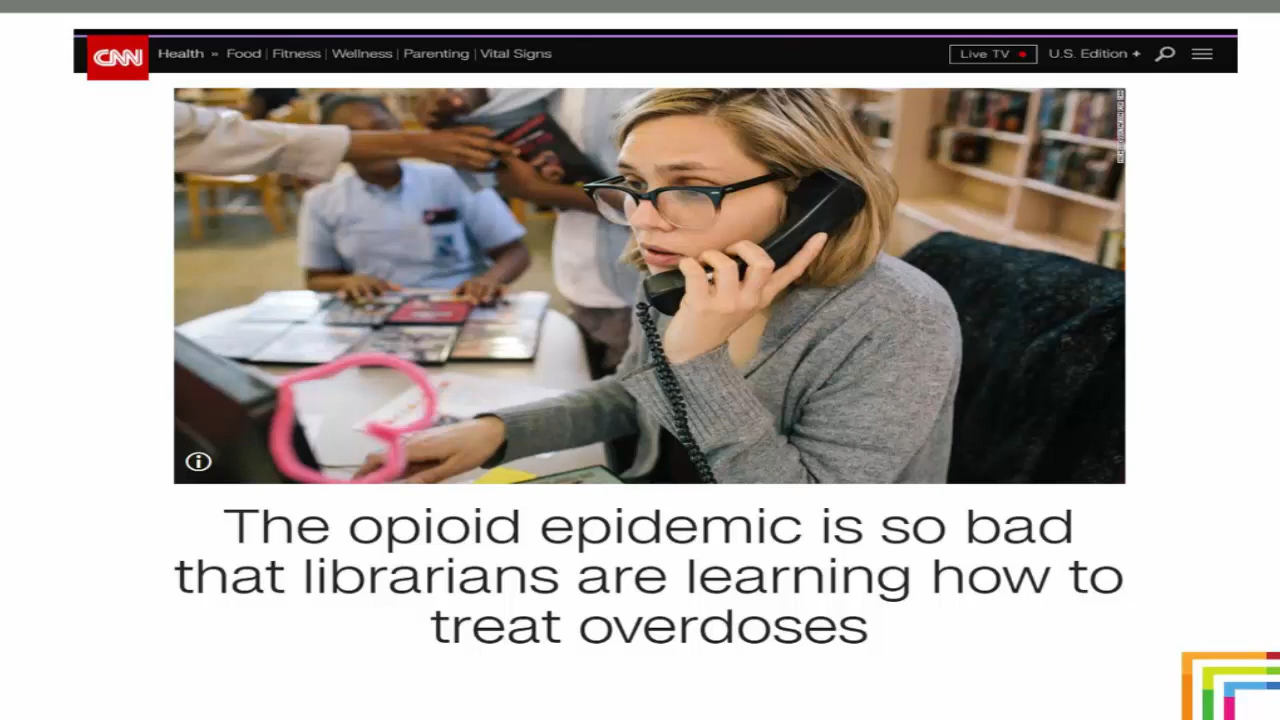 CNN Health » Food | Fitness | Wellness | Parenting | Vital Signs Live TV U.S. Edition +
The opioid epidemic is so bad
that librarians are learning how to
treat overdoses